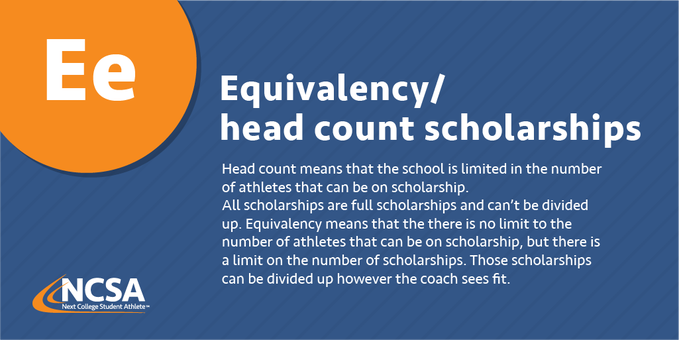 Ee
Equivalency/
head count scholarships
Head count means that the school is limited in the number
of athletes that can be on scholarship.
All scholarships are full scholarships and can't be divided
up. Equivalency means that the there is no limit to the
number of athletes that can be on scholarship, but there is
a limit on the number of scholarships. Those scholarships
can be divided up however the coach sees fit.
NCSA
Next College Student Athlete™